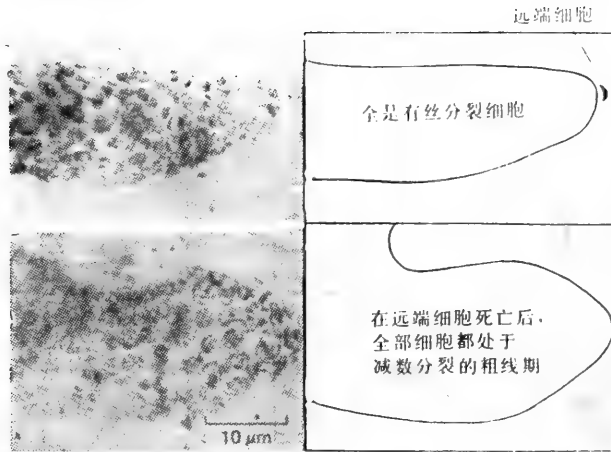 远端细胞
全是有丝分裂细胞
在远端细胞死亡后，
全部细胞都处于
减数分裂的粗线期
10 μm